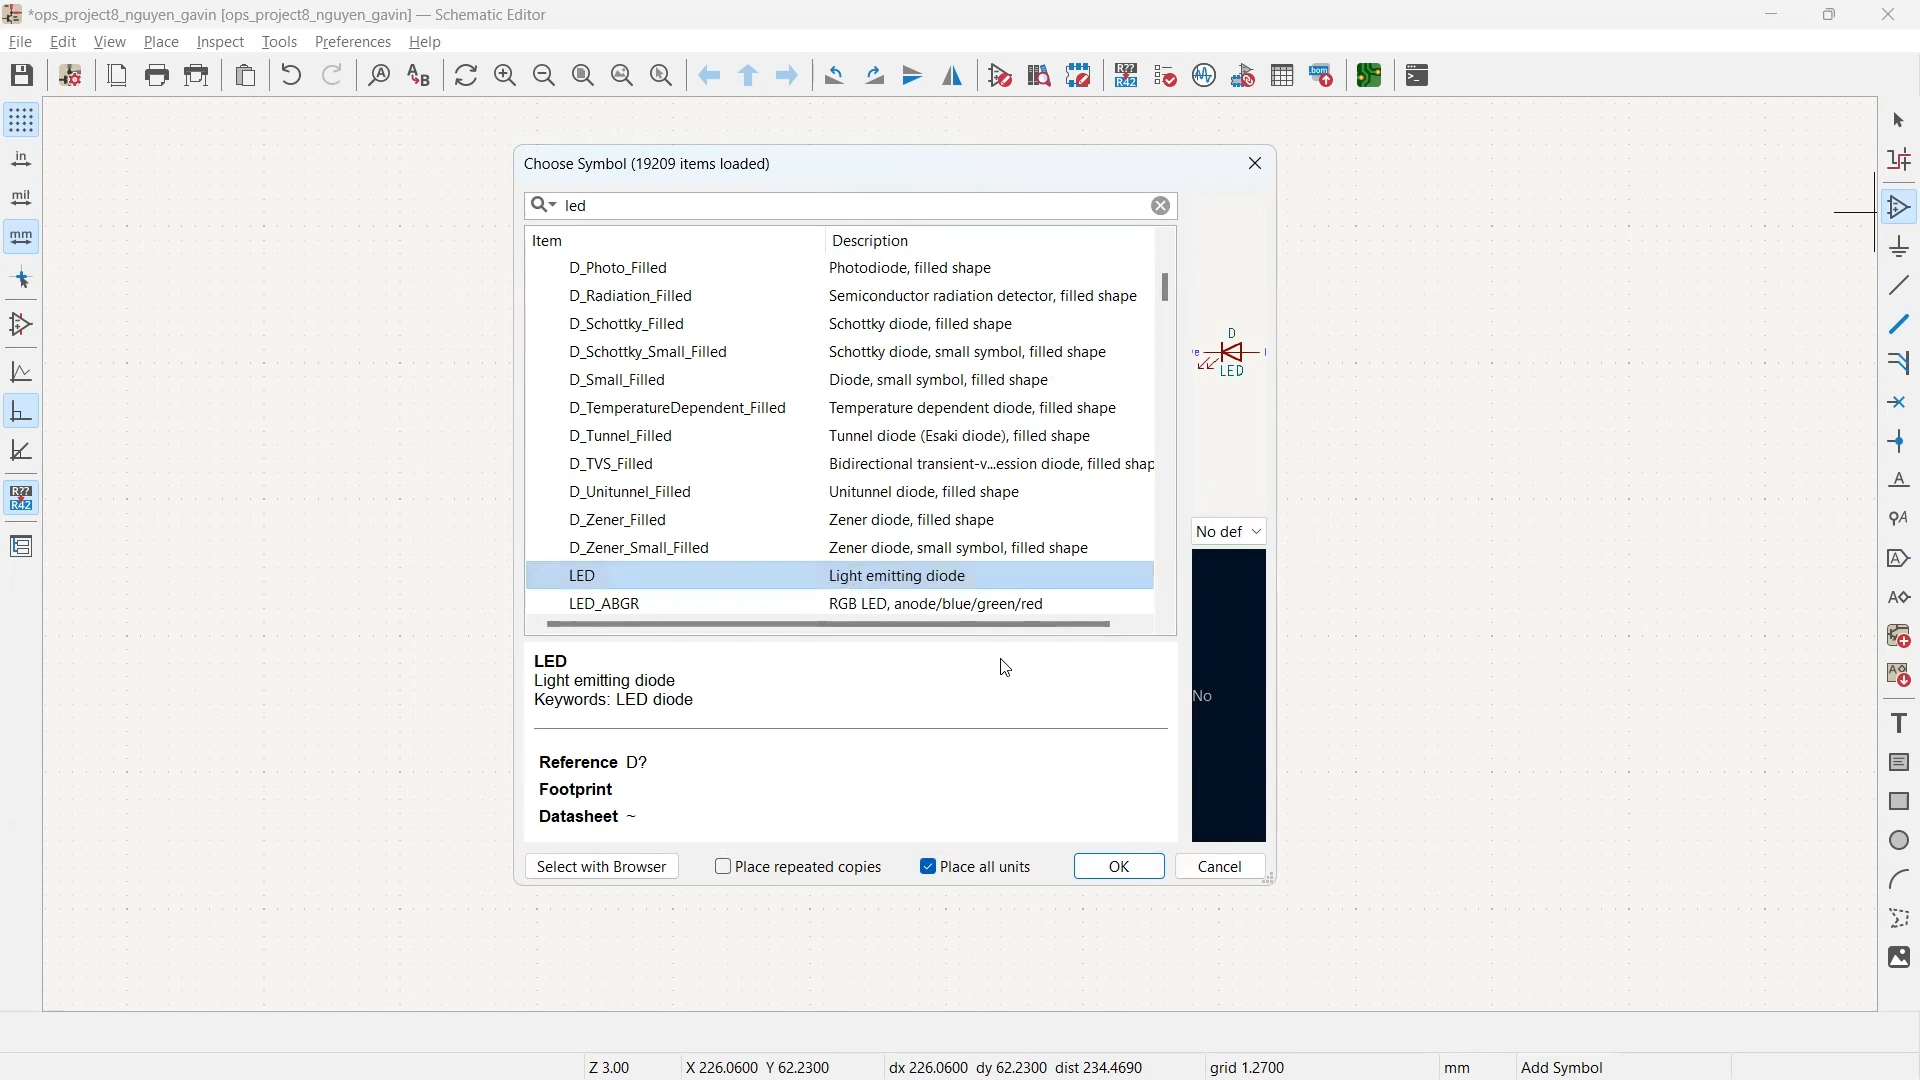 *ops_project8_nguyen_gavin [ops_project8_nguyen_gavin] — Schematic Editor
File Edit View Place Inspect Tools Preferences Help
in
mil
mm
R??
R42
R??
R42
bom
Choose Symbol (19209 items loaded)
led
Item Description
D_Photo_Filled Photodiode, filled shape
D_Radiation_Filled Semiconductor radiation detector, filled shape
D_Schottky_Filled Schottky diode, filled shape
D_Schottky_Small_Filled Schottky diode, small symbol, filled shape
D_Small_Filled Diode, small symbol, filled shape
D_TemperatureDependent_Filled Temperature dependent diode, filled shape
D_Tunnel_Filled Tunnel diode (Esaki diode), filled shape
D_TVS_Filled Bidirectional transient-v...ession diode, filled shap
D_Unitunnel_Filled Unitunnel diode, filled shape
D_Zener_Filled Zener diode, filled shape
D_Zener_Small_Filled Zener diode, small symbol, filled shape
LED Light emitting diode
LED_ABGR RGB LED, anode/blue/green/red
D
LED
No def
No
LED
Light emitting diode
Keywords: LED diode
Reference D?
Footprint
Datasheet ~
Select with Browser Place repeated copies Place all units OK Cancel
Z 3.00 X 226.0600 Y 62.2300 dx 226.0600 dy 62.2300 dist 234.4690 grid 1.2700 mm Add Symbol